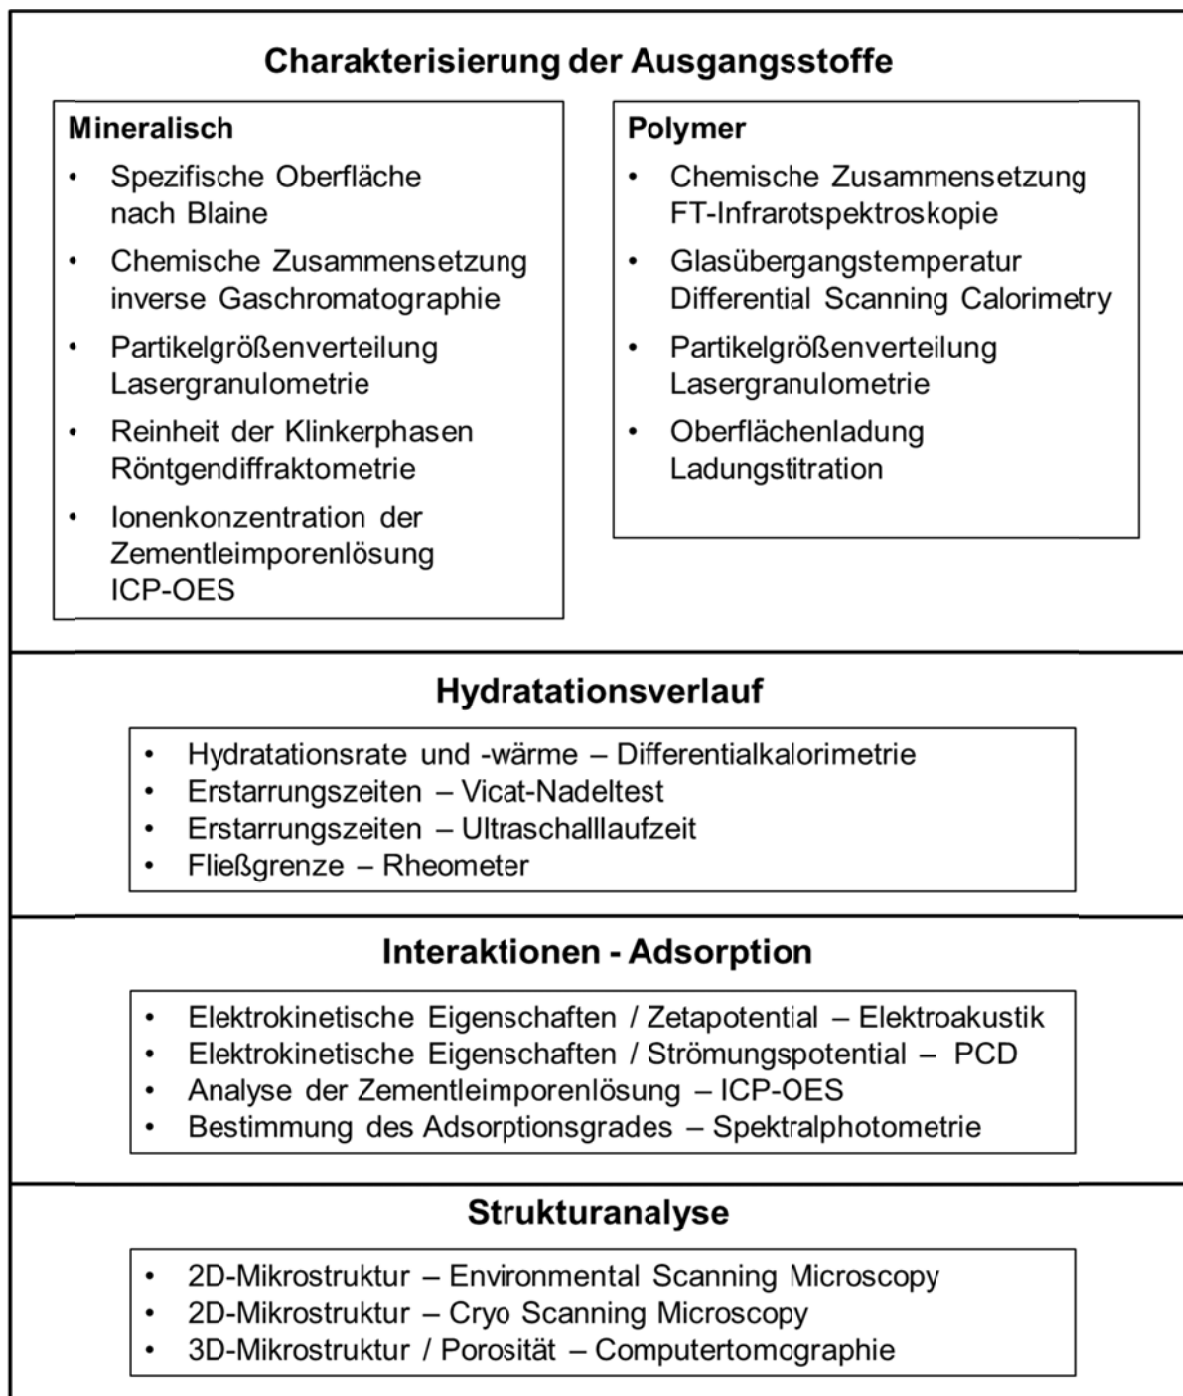 Charakterisierung der Ausgangsstoffe
Mineralisch
• Spezifische Oberfläche
nach Blaine
• Chemische Zusammensetzung
inverse Gaschromatographie
• Partikelgrößenverteilung
Lasergranulometrie
• Reinheit der Klinkerphasen
Röntgendiffraktometrie
• Ionenkonzentration der
Zementleimporenlösung
ICP-OES
Polymer
• Chemische Zusammensetzung
FT-Infrarotspektroskopie
• Glasübergangstemperatur
Differential Scanning Calorimetry
• Partikelgrößenverteilung
Lasergranulometrie
• Oberflächenladung
Ladungstitration
Hydratationsverlauf
• Hydratationsrate und -wärme – Differentialkalorimetrie
• Erstarrungszeiten – Vicat-Nadeltest
• Erstarrungszeiten – Ultraschalllaufzeit
• Fließgrenze – Rheometer
Interaktionen - Adsorption
• Elektrokinetische Eigenschaften / Zetapotential – Elektroakustik
• Elektrokinetische Eigenschaften / Strömungspotential – PCD
• Analyse der Zementleimporenlösung – ICP-OES
• Bestimmung des Adsorptionsgrades – Spektralphotometrie
Strukturanalyse
• 2D-Mikrostruktur – Environmental Scanning Microscopy
• 2D-Mikrostruktur – Cryo Scanning Microscopy
• 3D-Mikrostruktur / Porosität – Computertomographie